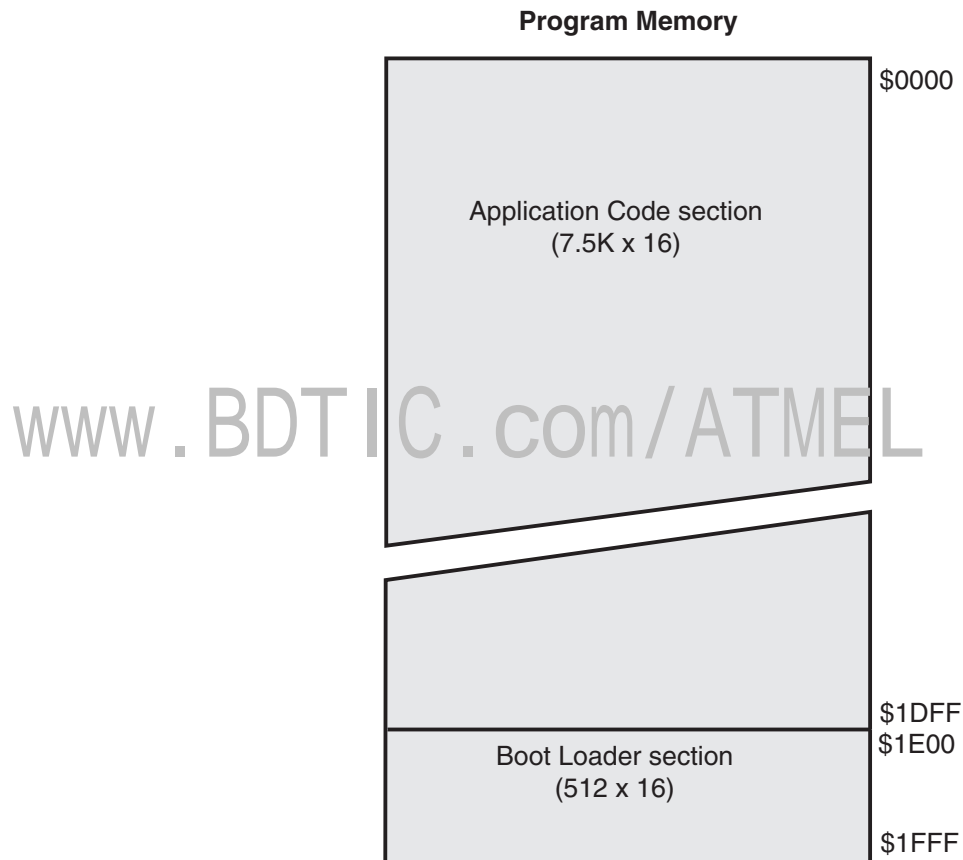 Program Memory
$0000
Application Code section
(7.5K x 16)
www.BDTIC.com/ATMEL
$1DFF
$1E00
Boot Loader section
(512 x 16)
$1FFF